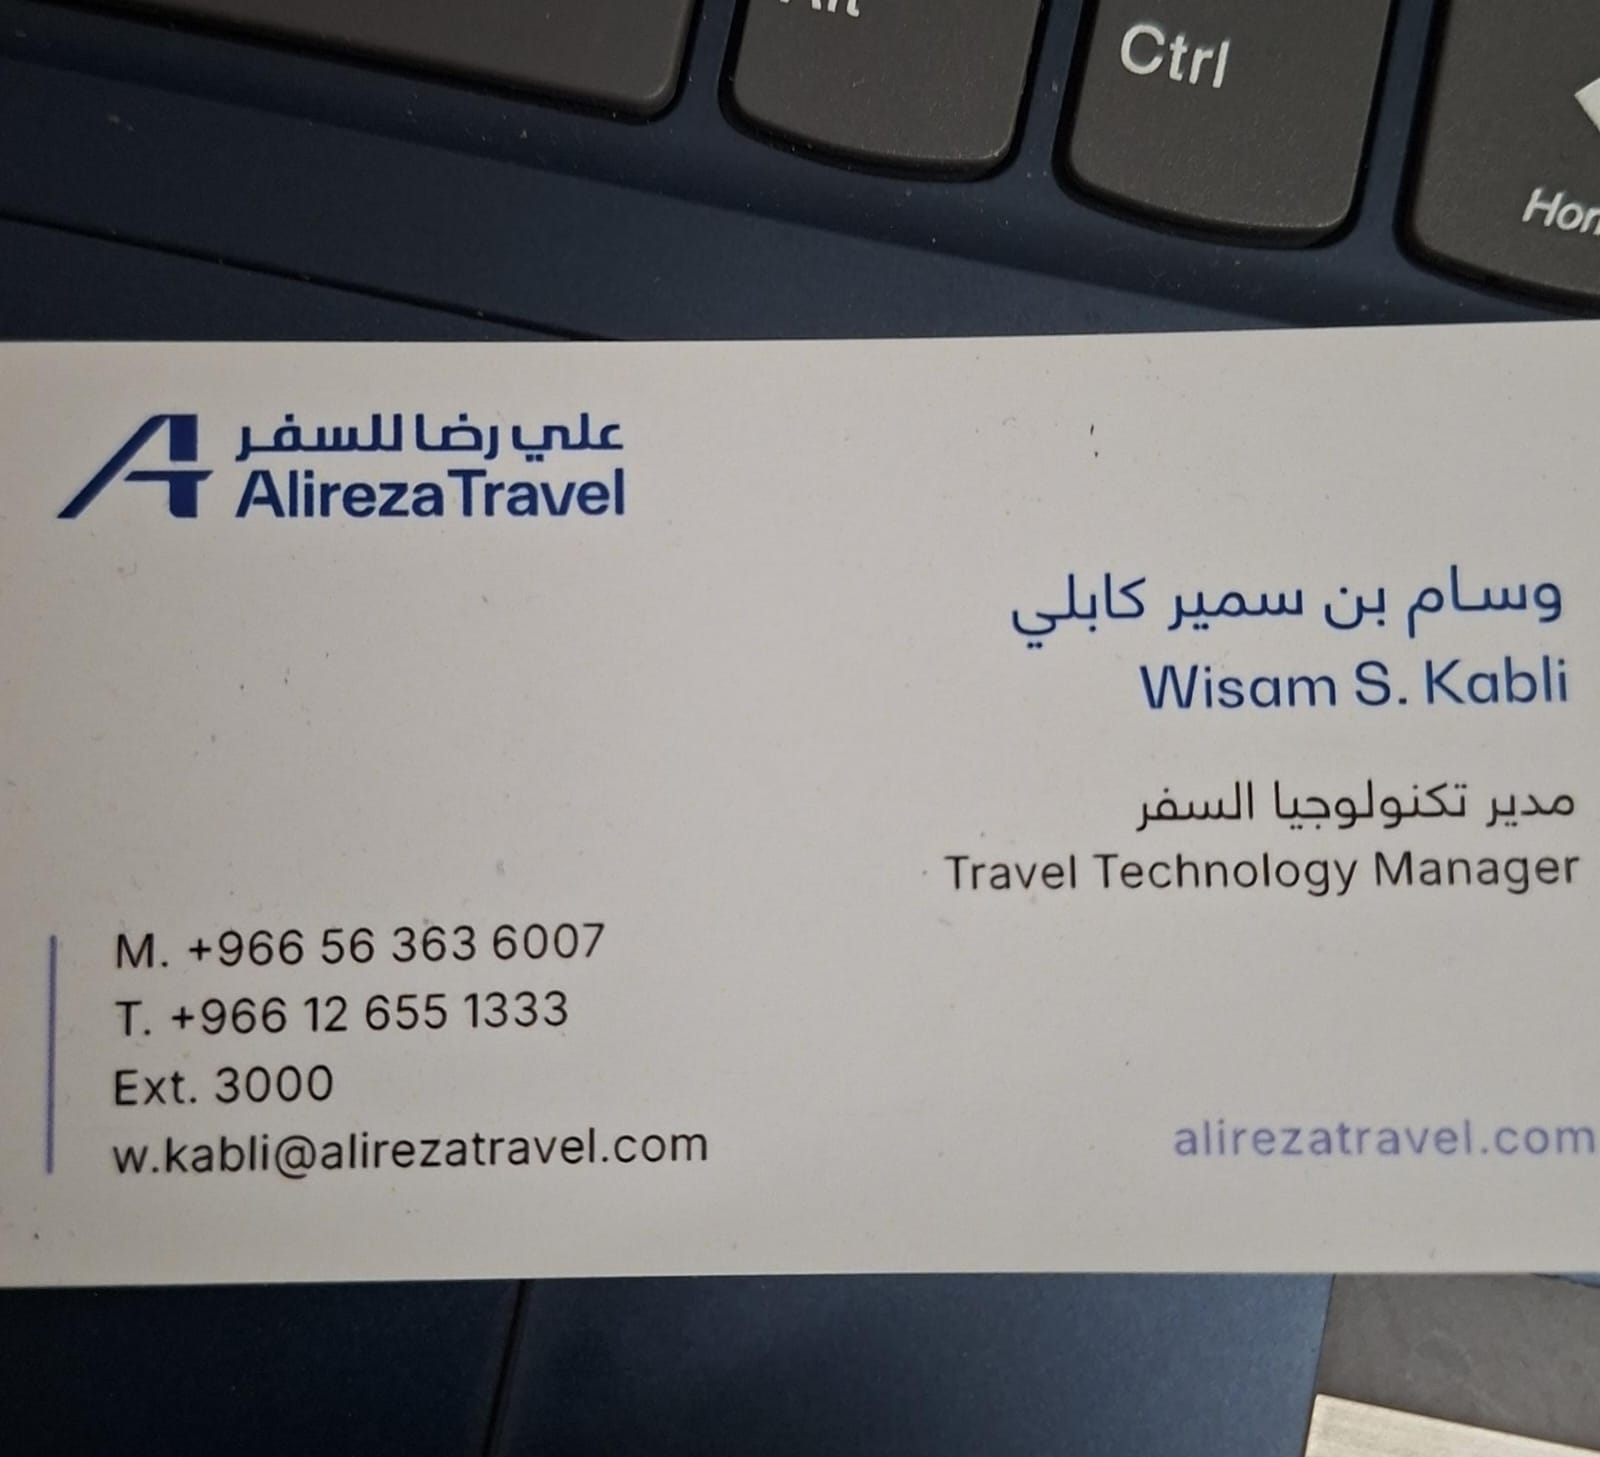 Ctrl
علي رضا للسفر
AlirezaTravel
وسام بن سمير كابلي
Wisam S. Kabli
مدير تكنولوجيا السفر
Travel Technology Manager
M. +966 56 363 6007
T. +966 12 655 1333
Ext. 3000
w.kabli@alirezatravel.com
alirezatravel.com